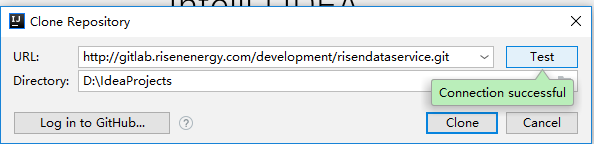 IntelliJ IDEA
Clone Repository
URL: http://gitlab.risenenergy.com/development/risendataservice.git Test
Directory: D:\IdeaProjects
Connection successful
Log in to GitHub... ? Clone Cancel